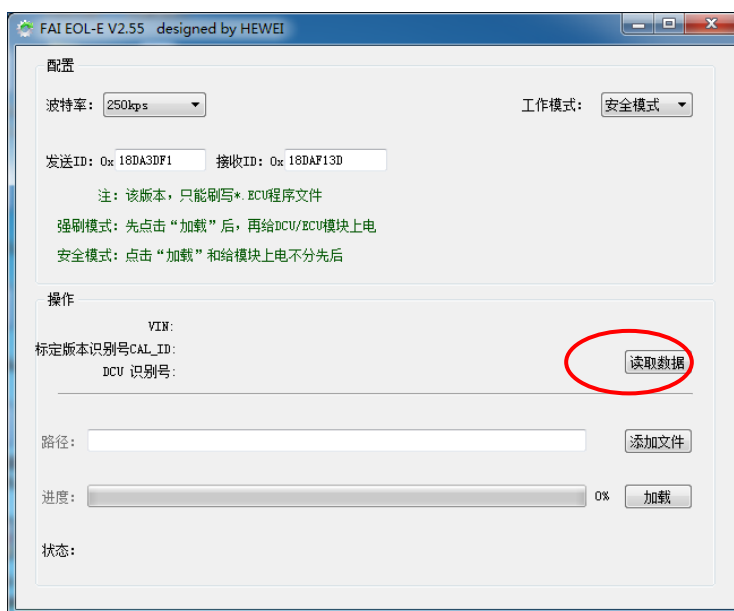 FAI EOL-E V2.55 designed by HEWEI
配置
波特率: 250kps 工作模式: 安全模式
发送ID: 0x 18DA3DF1 接收ID: 0x 18DAF13D
注: 该版本, 只能刷写*.ECU程序文件
强刷模式: 先点击“加载”后, 再给DCU/ECU模块上电
安全模式: 点击“加载”和给模块上电不分先后
操作
VIN:
标定版本识别号CAL_ID:
读取数据
DCU 识别号:
路径: 添加文件
进度: 0% 加载
状态: